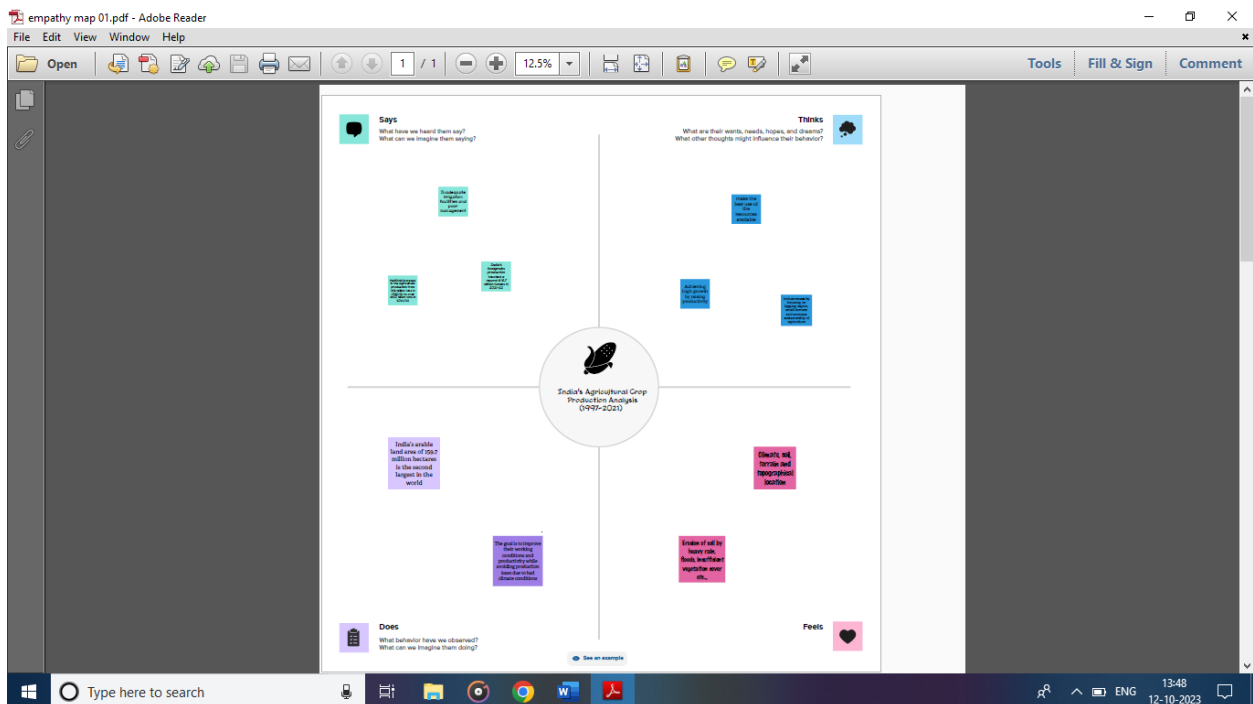 empathy map 01.pdf - Adobe Reader
File Edit View Window Help
Open
1 / 1
12.5%
Tools Fill & Sign Comment
Says
What have we heard them say?
What can we imagine them saying?
Thinks
What are their wants, needs, hopes, and dreams?
What other thoughts might influence their behavior?
Inadequate
irrigation
facilities and
poor
management
make the
best use of
the
resources
available
Achieving
high growth
by raising
productivity
India's Agricultural Crop
Production Analysis
(1997-2021)
India's arable
land area of 159.7
million hectares
is the second
largest in the
world
The goal is to improve
their working
conditions and
productivity while
avoiding production
loses due to bad
climate conditions
Climate, soil,
terrain and
topographical
location
Erosion of soil by
heavy rain,
floods, insufficient
vegetation cover
etc.,
Does
What behavior have we observed?
What can we imagine them doing?
Feels
See an example
Type here to search
ENG
13:48
12-10-2023